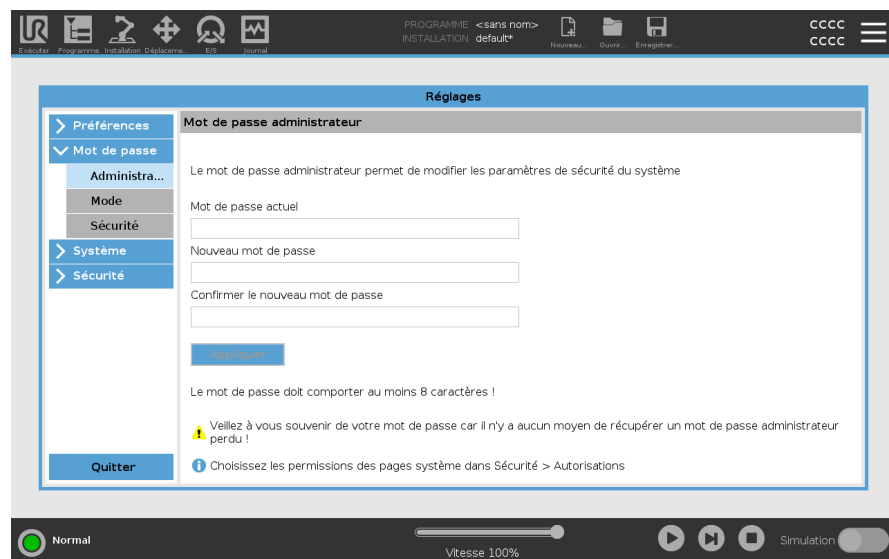 PROGRAMME <sans nom>
INSTALLATION default*
CCCC
CCCC
Exécuter Programme Installation Déplaceme... E/S Journal Nouveau... Ouvrir... Enregistrer...
Réglages
Préférences
Mot de passe
Administra...
Mode
Sécurité
Système
Sécurité
Quitter
Mot de passe administrateur
Le mot de passe administrateur permet de modifier les paramètres de sécurité du système
Mot de passe actuel
Nouveau mot de passe
Confirmer le nouveau mot de passe
Appliquer
Le mot de passe doit comporter au moins 8 caractères !
Veillez à vous souvenir de votre mot de passe car il n'y a aucun moyen de récupérer un mot de passe administrateur
perdu !
Choisissez les permissions des pages système dans Sécurité > Autorisations
Normal
Vitesse 100%
Simulation